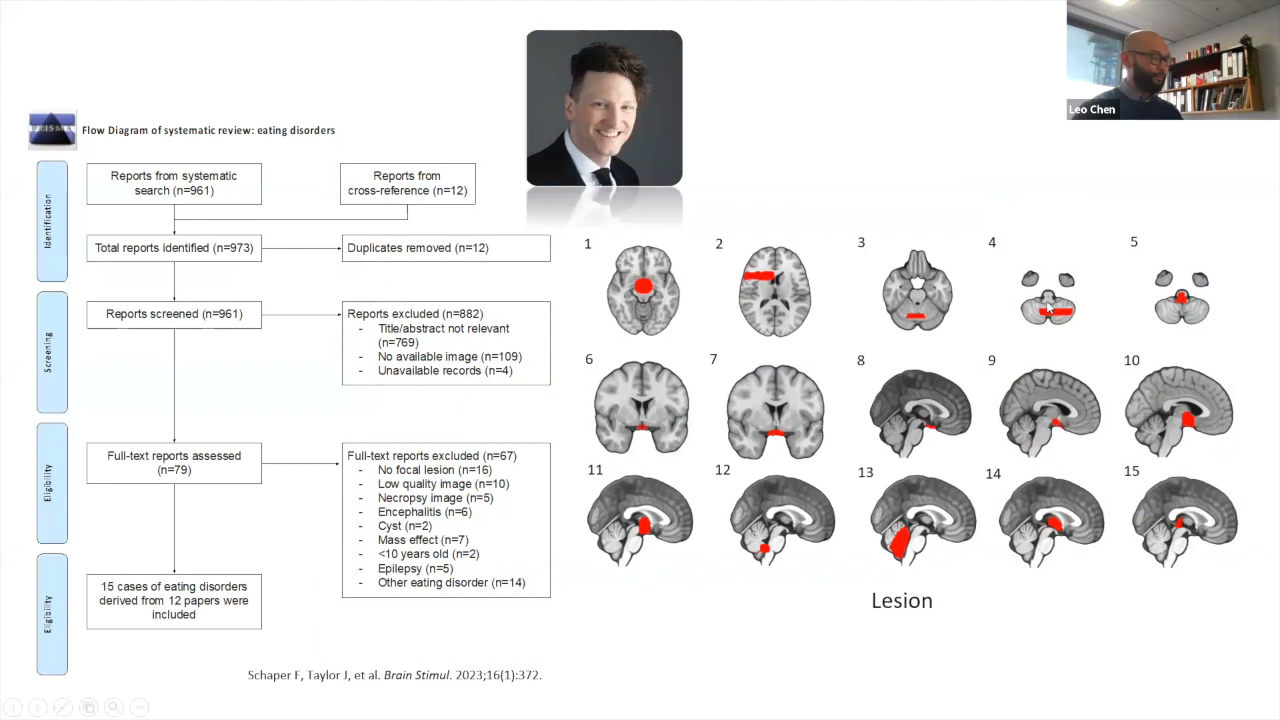 Leo Chen
PRISMA
Flow Diagram of systematic review: eating disorders
Identification
Reports from systematic
search (n=961)
Reports from
cross-reference (n=12)
Total reports identified (n=973)
Duplicates removed (n=12)
Screening
Reports screened (n=961)
Reports excluded (n=882)
- Title/abstract not relevant
(n=769)
- No available image (n=109)
- Unavailable records (n=4)
Eligibility
Full-text reports assessed
(n=79)
Full-text reports excluded (n=67)
- No focal lesion (n=16)
- Low quality image (n=10)
- Necropsy image (n=5)
- Encephalitis (n=6)
- Cyst (n=2)
- Mass effect (n=7)
- <10 years old (n=2)
- Epilepsy (n=5)
- Other eating disorder (n=14)
Eligibility
15 cases of eating disorders
derived from 12 papers were
included
1 2 3 4 5
6 7 8 9 10
11 12 13 14 15
Lesion
Schaper F, Taylor J, et al. Brain Stimul. 2023;16(1):372.